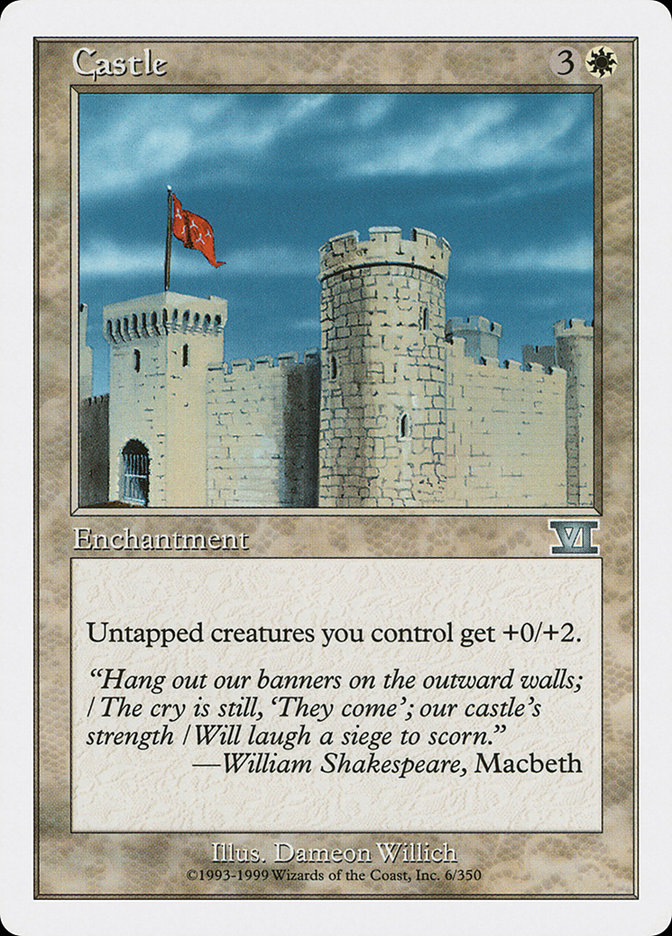 Castle 3
Enchantment VI
Untapped creatures you control get +0/+2.
“Hang out our banners on the outward walls;
/ The cry is still, ‘They come’; our castle’s
strength / Will laugh a siege to scorn.”
—William Shakespeare, Macbeth
Illus. Dameon Willich
©1993-1999 Wizards of the Coast, Inc. 6/350